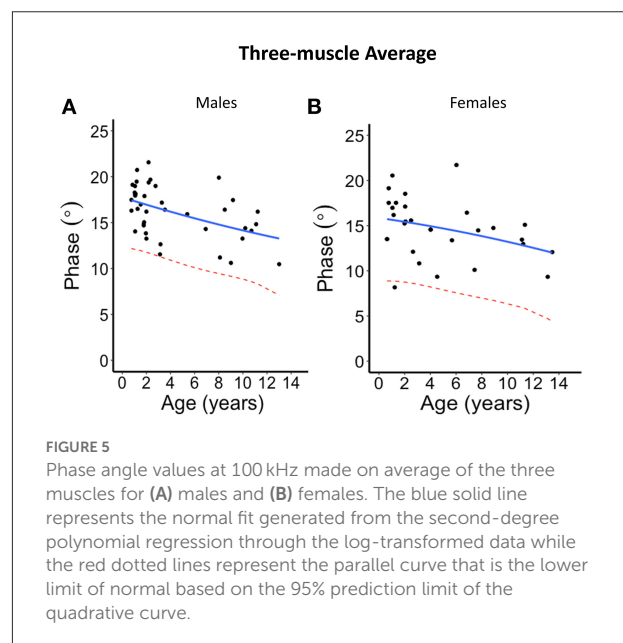 Three-muscle Average
A
Males
25
20
15
10
5
0
Phase (°)
0 2 4 6 8 10 12 14
Age (years)
B
Females
25
20
15
10
5
0
Phase (°)
0 2 4 6 8 10 12 14
Age (years)
FIGURE 5
Phase angle values at 100 kHz made on average of the three
muscles for (A) males and (B) females. The blue solid line
represents the normal fit generated from the second-degree
polynomial regression through the log-transformed data while
the red dotted lines represent the parallel curve that is the lower
limit of normal based on the 95% prediction limit of the
quadrative curve.